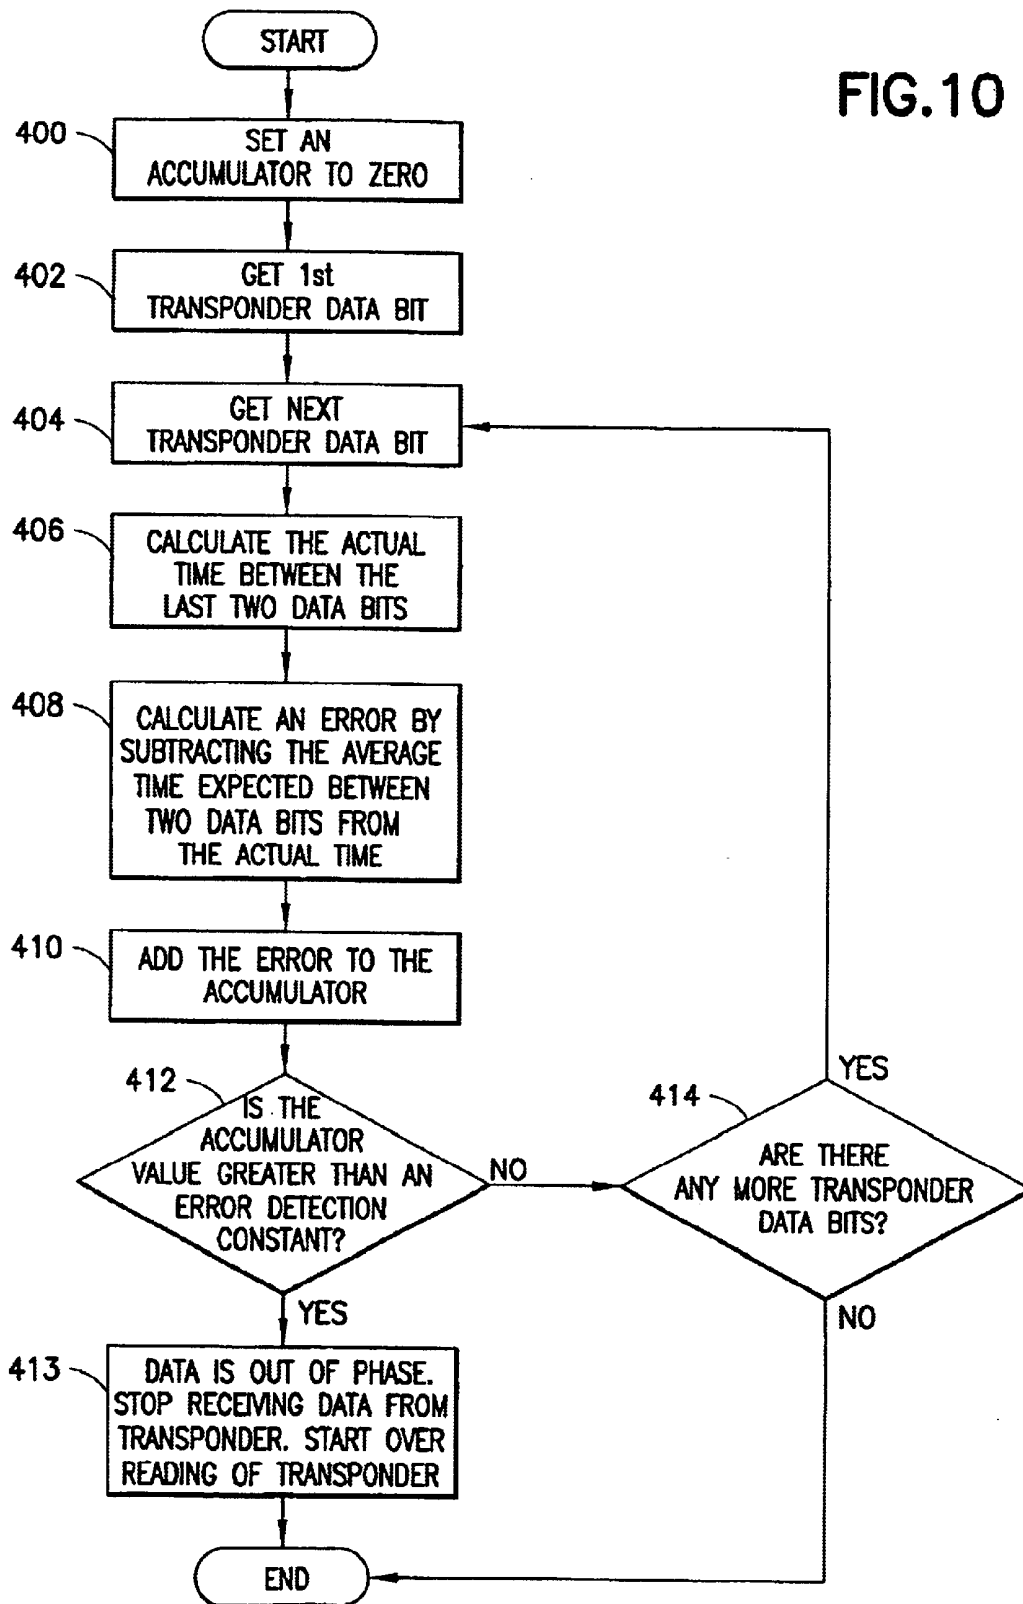 START
FIG.10
400
SET AN
ACCUMULATOR TO ZERO
402
GET 1st
TRANSPONDER DATA BIT
404
GET NEXT
TRANSPONDER DATA BIT
406
CALCULATE THE ACTUAL
TIME BETWEEN THE
LAST TWO DATA BITS
408
CALCULATE AN ERROR BY
SUBTRACTING THE AVERAGE
TIME EXPECTED BETWEEN
TWO DATA BITS FROM
THE ACTUAL TIME
410
ADD THE ERROR TO THE
ACCUMULATOR
412
IS THE
ACCUMULATOR
VALUE GREATER THAN AN
ERROR DETECTION
CONSTANT?
NO
YES
414
ARE THERE
ANY MORE TRANSPONDER
DATA BITS?
YES
NO
413
DATA IS OUT OF PHASE.
STOP RECEIVING DATA FROM
TRANSPONDER. START OVER
READING OF TRANSPONDER
END